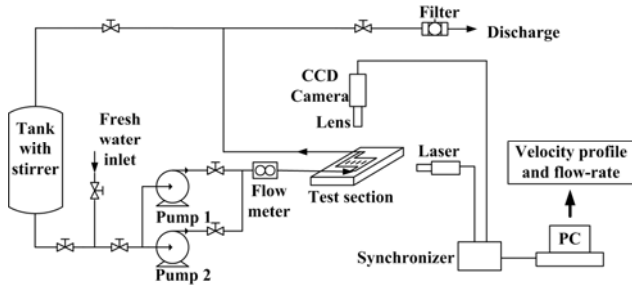 Filter
Discharge
CCD
Camera
Lens
Tank
with
stirrer
Fresh
water
inlet
Laser
Velocity profile
and flow-rate
Pump 1
Flow
meter
Test section
Pump 2
Synchronizer
PC